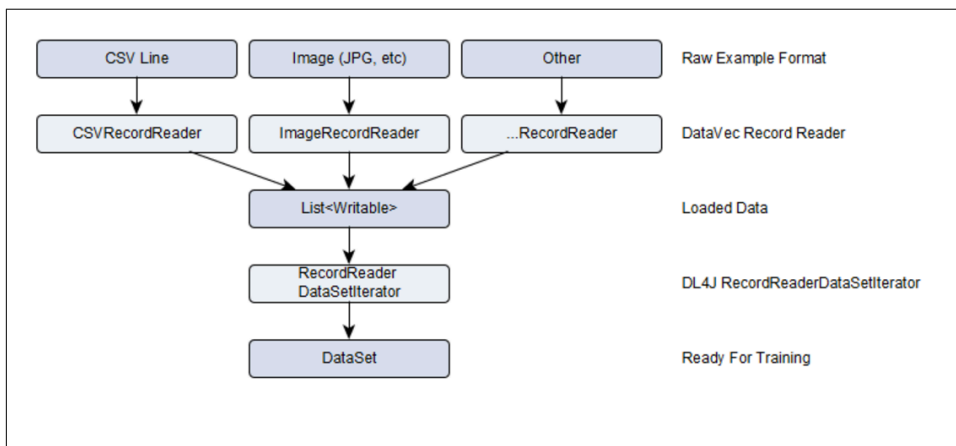 CSV Line
Image (JPG, etc)
Other
Raw Example Format
CSVRecordReader
ImageRecordReader
...RecordReader
DataVec Record Reader
List<Writable>
Loaded Data
RecordReader
DataSetIterator
DL4J RecordReaderDataSetIterator
DataSet
Ready For Training